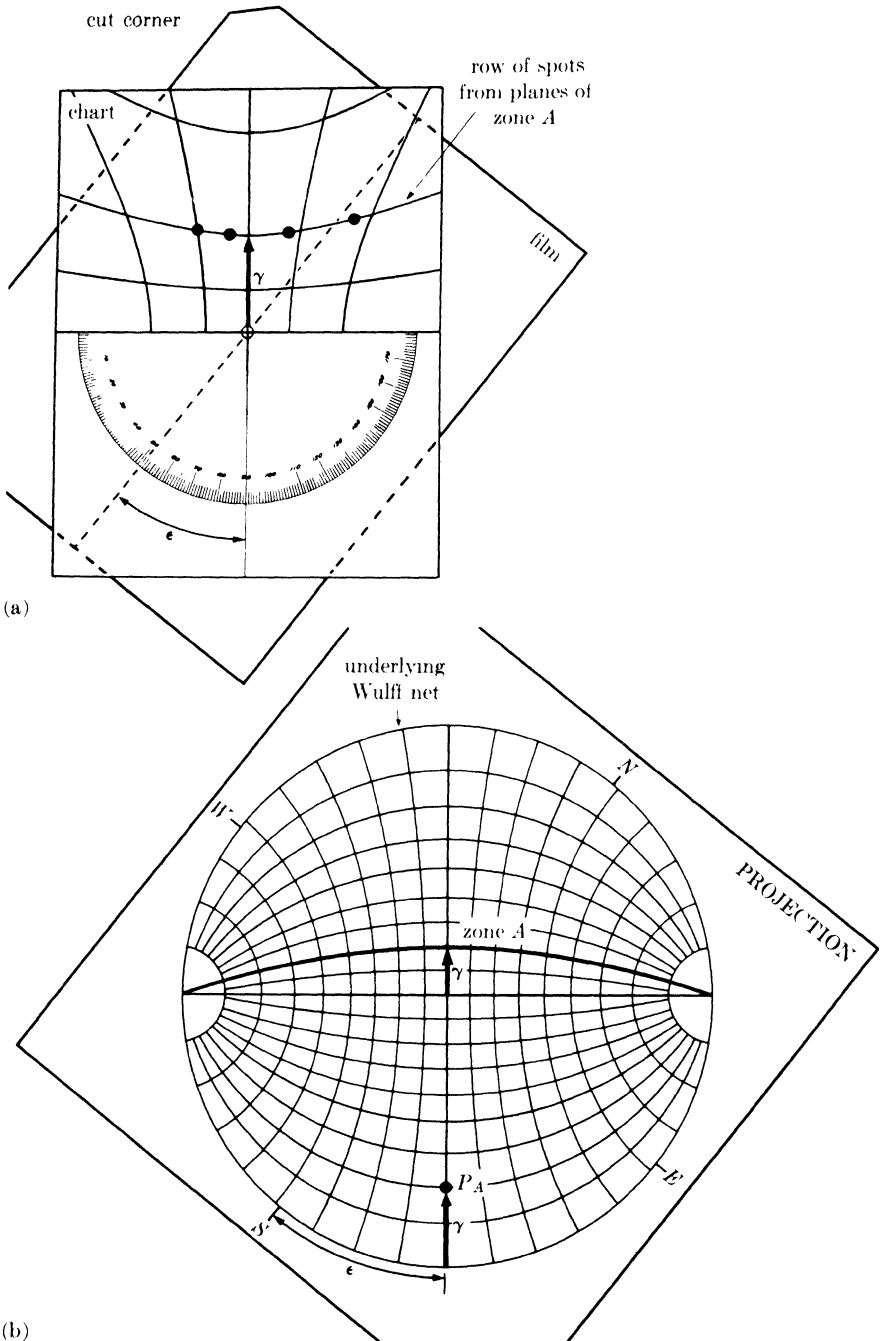 cut corner
row of spots
from planes of
zone A
chart
film
γ
ϵ
(a)
underlying
Wulff net
N
W
PROJECTION
zone A
γ
P_A
E
γ
S
ϵ
(b)